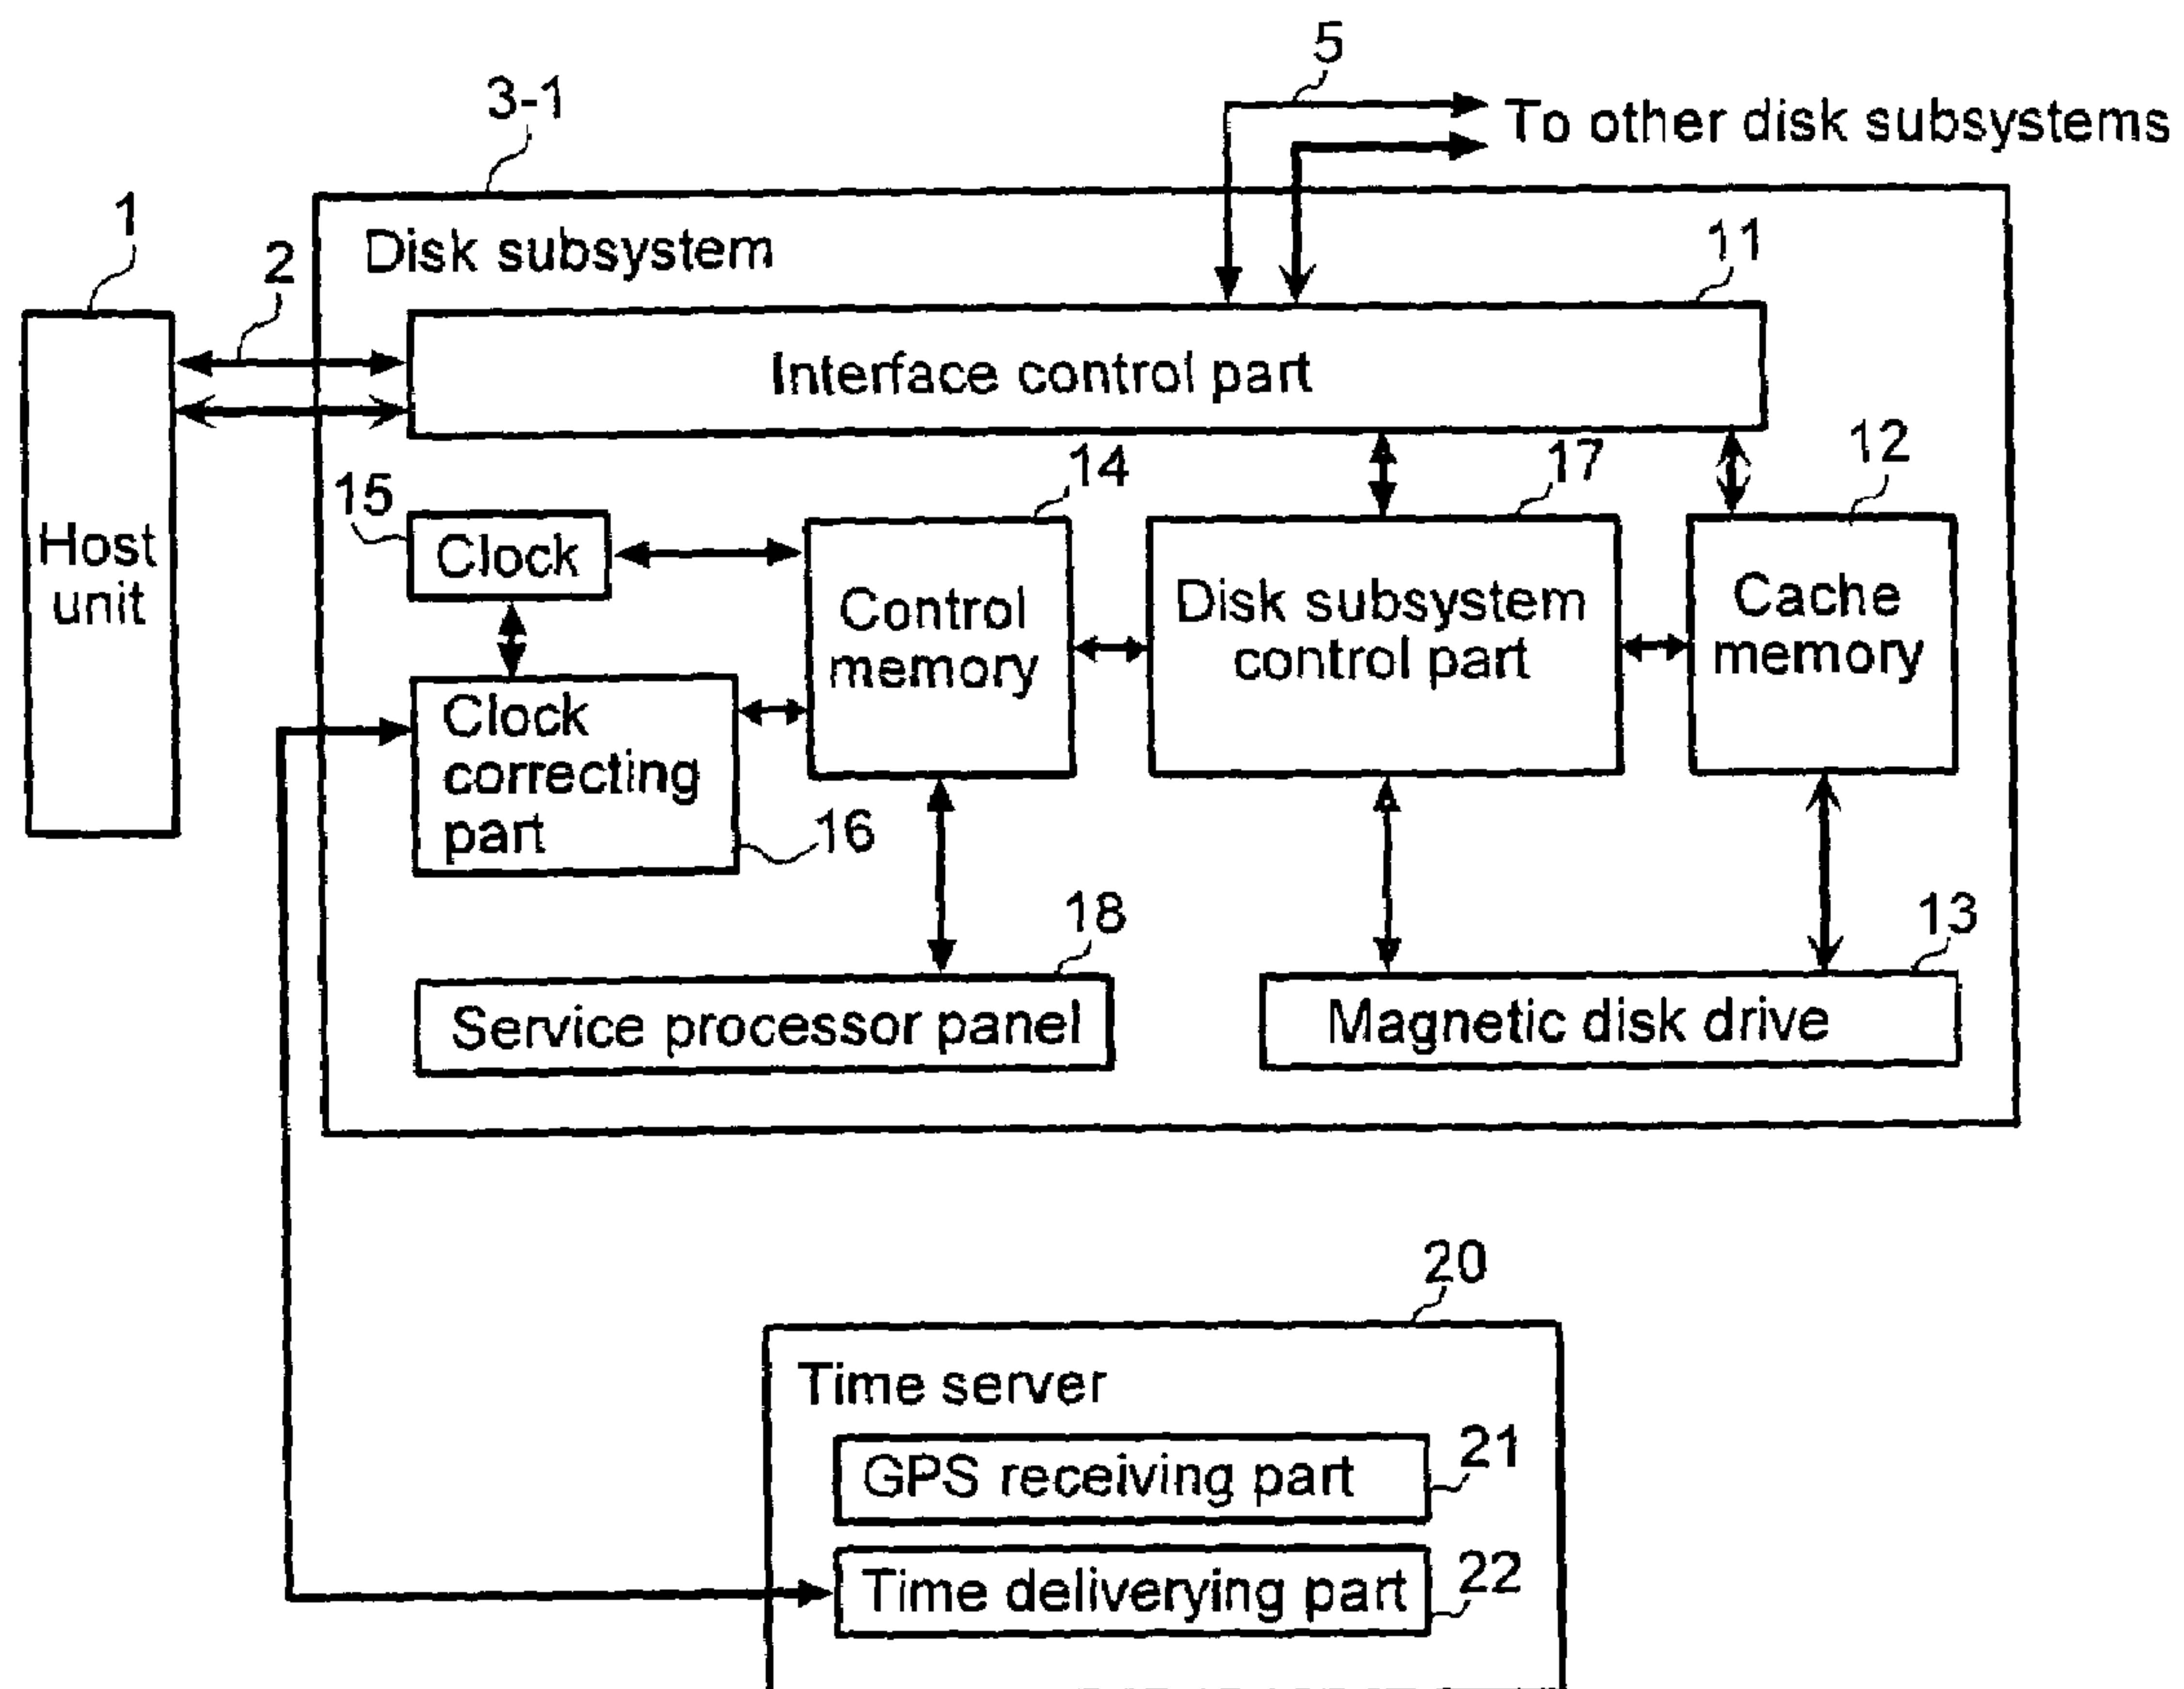 5
3-1
To other disk subsystems
1
2
Disk subsystem
11
Interface control part
Host
unit
15
Clock
14
Control
memory
17
Disk subsystem
control part
12
Cache
memory
Clock
correcting
part
16
18
Service processor panel
13
Magnetic disk drive
20
Time server
GPS receiving part
21
Time deliverying part
22